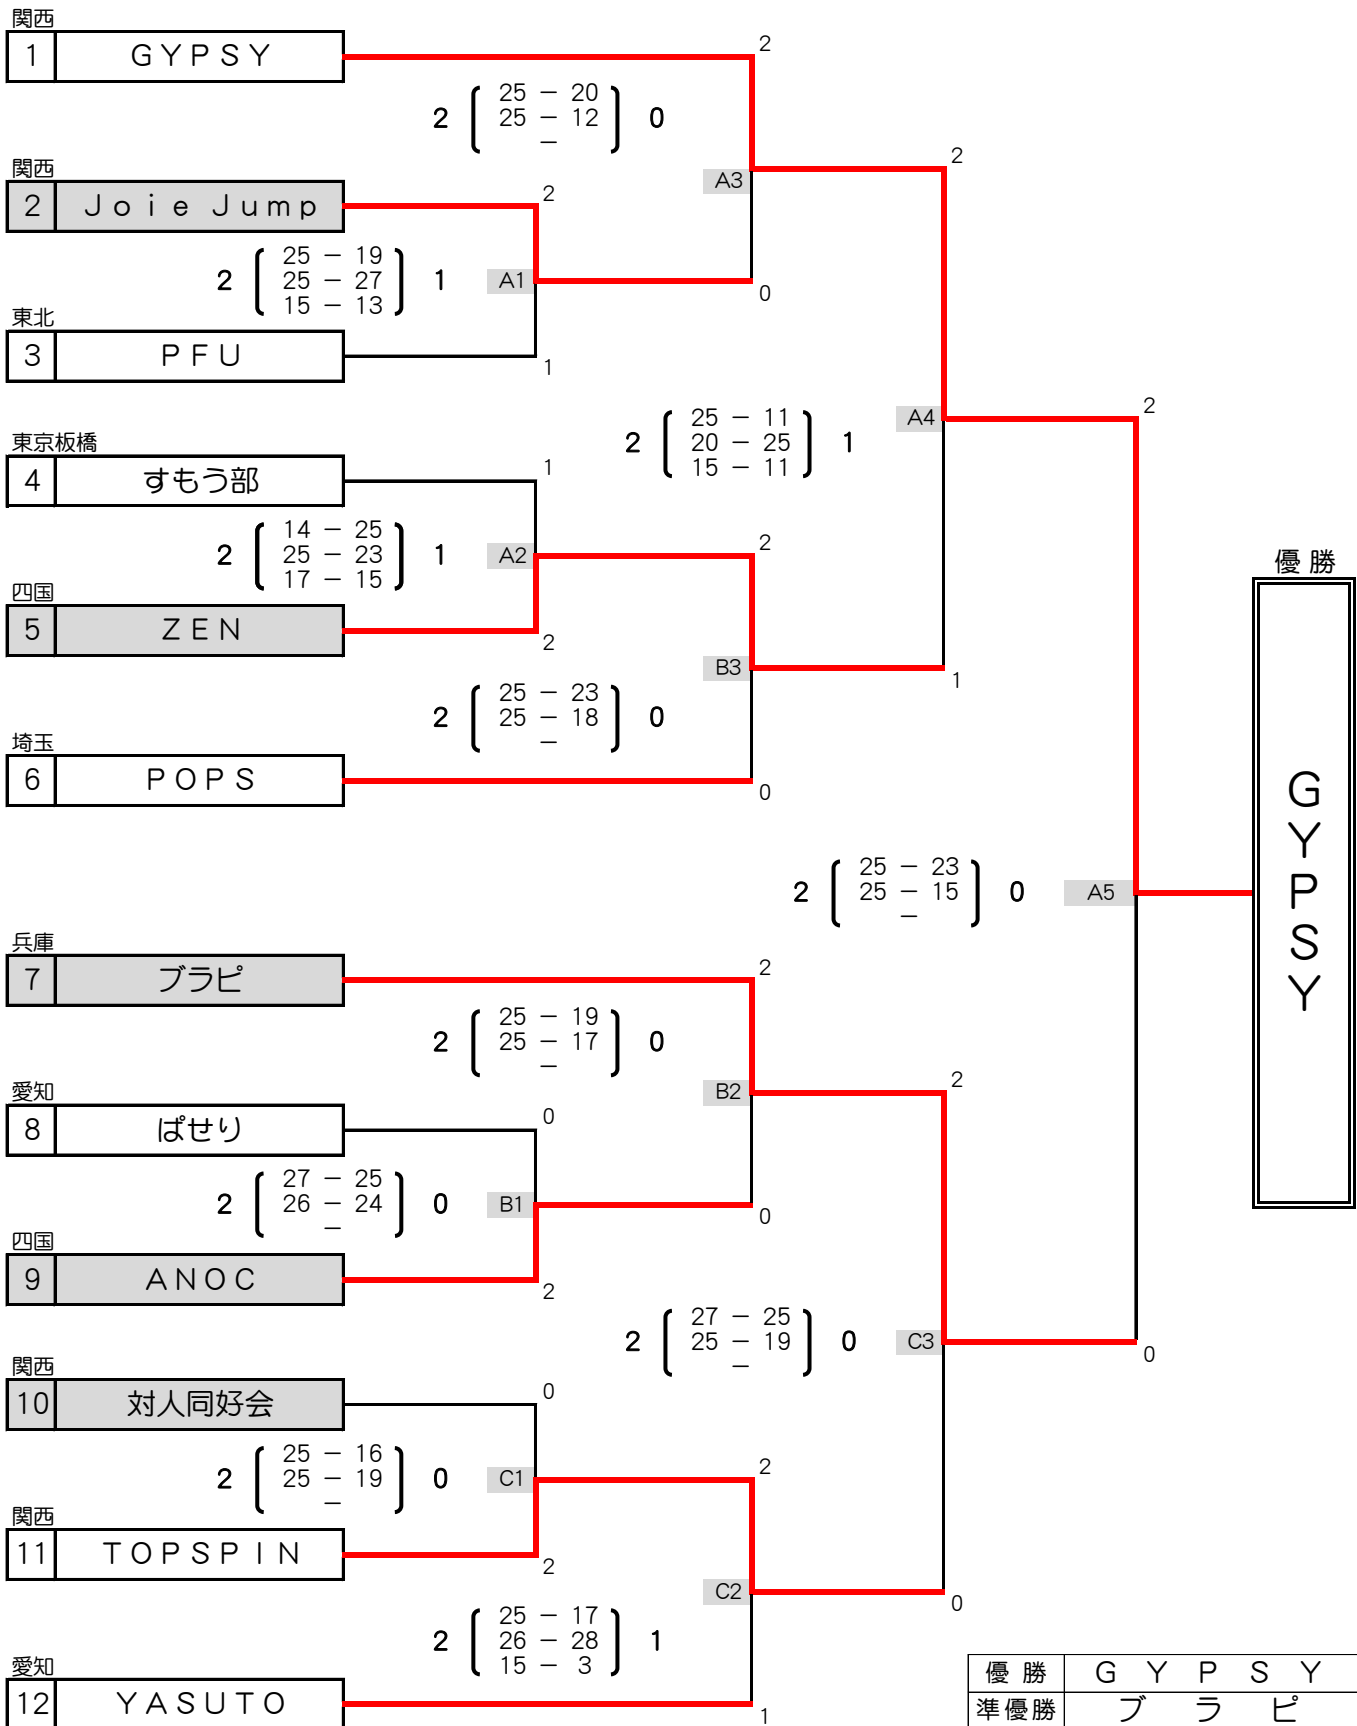 関西
1 GYPSY
2
25 － 20
2 25 － 12 0
－
関西
2
A3
2 Joie Jump
2
25 － 19
2 25 － 27 1 A1
15 － 13
0
東北
3 PFU
1
2
25 － 11
A4
2 20 － 25 1
15 － 11
東京板橋
4 すもう部
1
14 － 25
2 25 － 23 1 A2
17 － 15
2
優勝
四国
5 ZEN
2
B3
25 － 23
2 25 － 18 0
－
1
埼玉
6 POPS
0
GYPSY
25 － 23
2 25 － 15 0 A5
－
兵庫
7 ブラピ
2
25 － 19
2 25 － 17 0
－
2
B2
愛知
8 ぱせり
0
27 － 25
2 26 － 24 0 B1
－
0
四国
9 ANOC
2
27 － 25
2 25 － 19 0 C3
－
0
関西
10 対人同好会
0
25 － 16
2 25 － 19 0 C1
－
2
関西
11 TOPSPIN
2
C2
0
25 － 17
2 26 － 28 1
15 － 3
愛知
12 YASUTO
1
優勝 GYPSY
準優勝 ブラピ